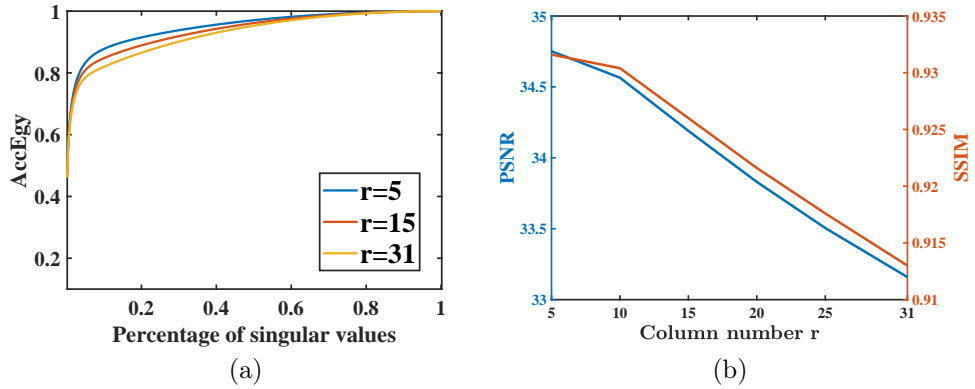 1
0.8
0.6
0.4
0.2
AccEgy
0.2 0.4 0.6 0.8 1
Percentage of singular values
r=5
r=15
r=31
(a)
35
34.5
34
33.5
33
PSNR
0.935
0.93
0.925
0.92
0.915
0.91
SSIM
5 10 15 20 25 31
Column number r
(b)